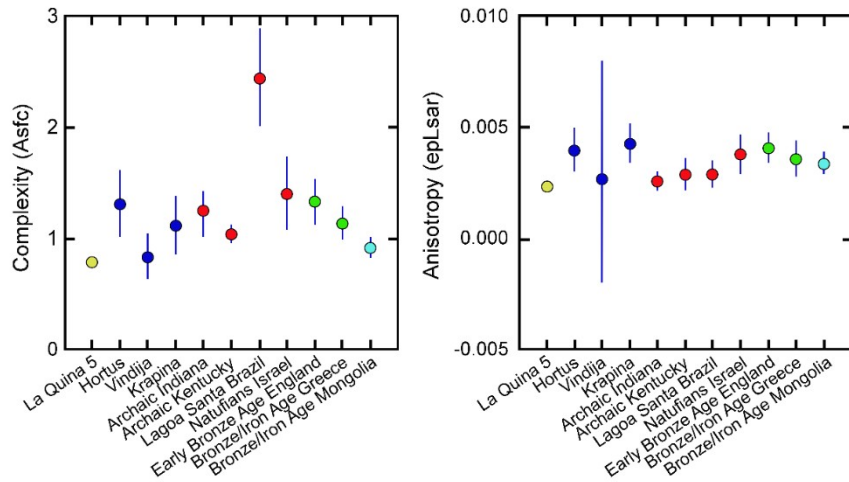 Complexity (Asfc)
3
2
1
0
La Quina 5
Hortus
Vindija
Krapina
Archaic Indiana
Archaic Kentucky
Lagoa Santa Brazil
Natufians Israel
Early Bronze Age England
Bronze/Iron Age Greece
Bronze/Iron Age Mongolia
Anisotropy (epLsar)
0.010
0.005
0.000
-0.005
La Quina 5
Hortus
Vindija
Krapina
Archaic Indiana
Archaic Kentucky
Lagoa Santa Brazil
Natufians Israel
Early Bronze Age England
Bronze/Iron Age Greece
Bronze/Iron Age Mongolia